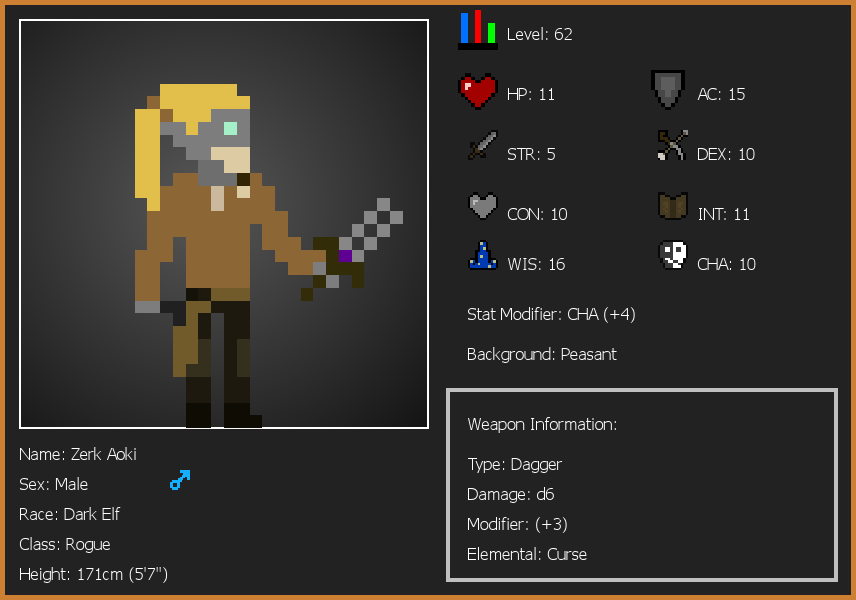 Level: 62
HP: 11
AC: 15
STR: 5
DEX: 10
CON: 10
INT: 11
WIS: 16
CHA: 10
Stat Modifier: CHA (+4)
Background: Peasant
Weapon Information:
Type: Dagger
Damage: d6
Modifier: (+3)
Elemental: Curse
Name: Zerk Aoki
Sex: Male
Race: Dark Elf
Class: Rogue
Height: 171cm (5'7")